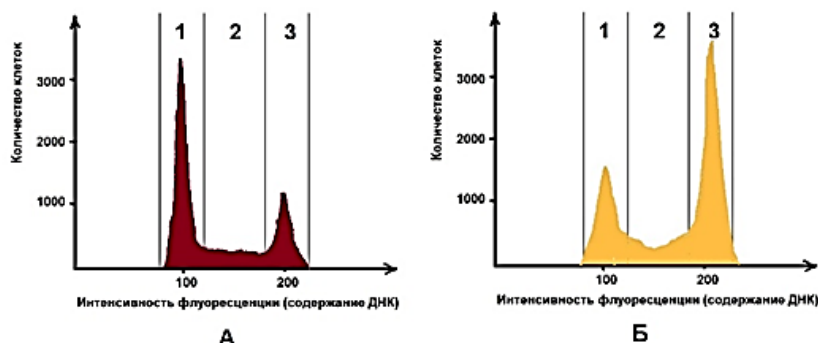 1 2 3
Количество клеток
3000
2000
1000
100 200
Интенсивность флуоресценции (содержание ДНК)
А
1 2 3
Количество клеток
3000
2000
1000
100 200
Интенсивность флуоресценции (содержание ДНК)
Б